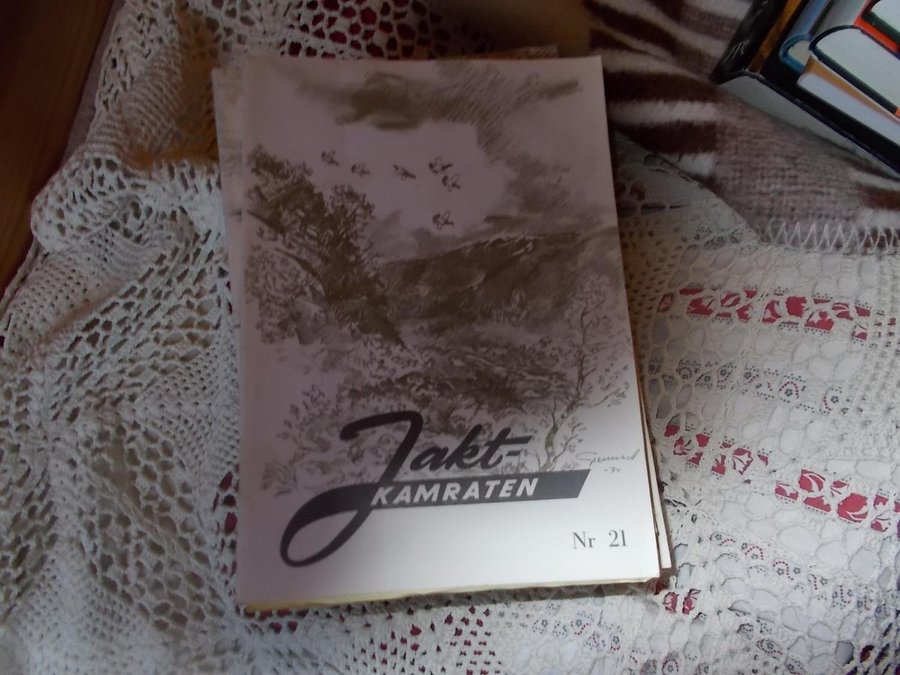 Jakt-
KAMRATEN
Nr 21